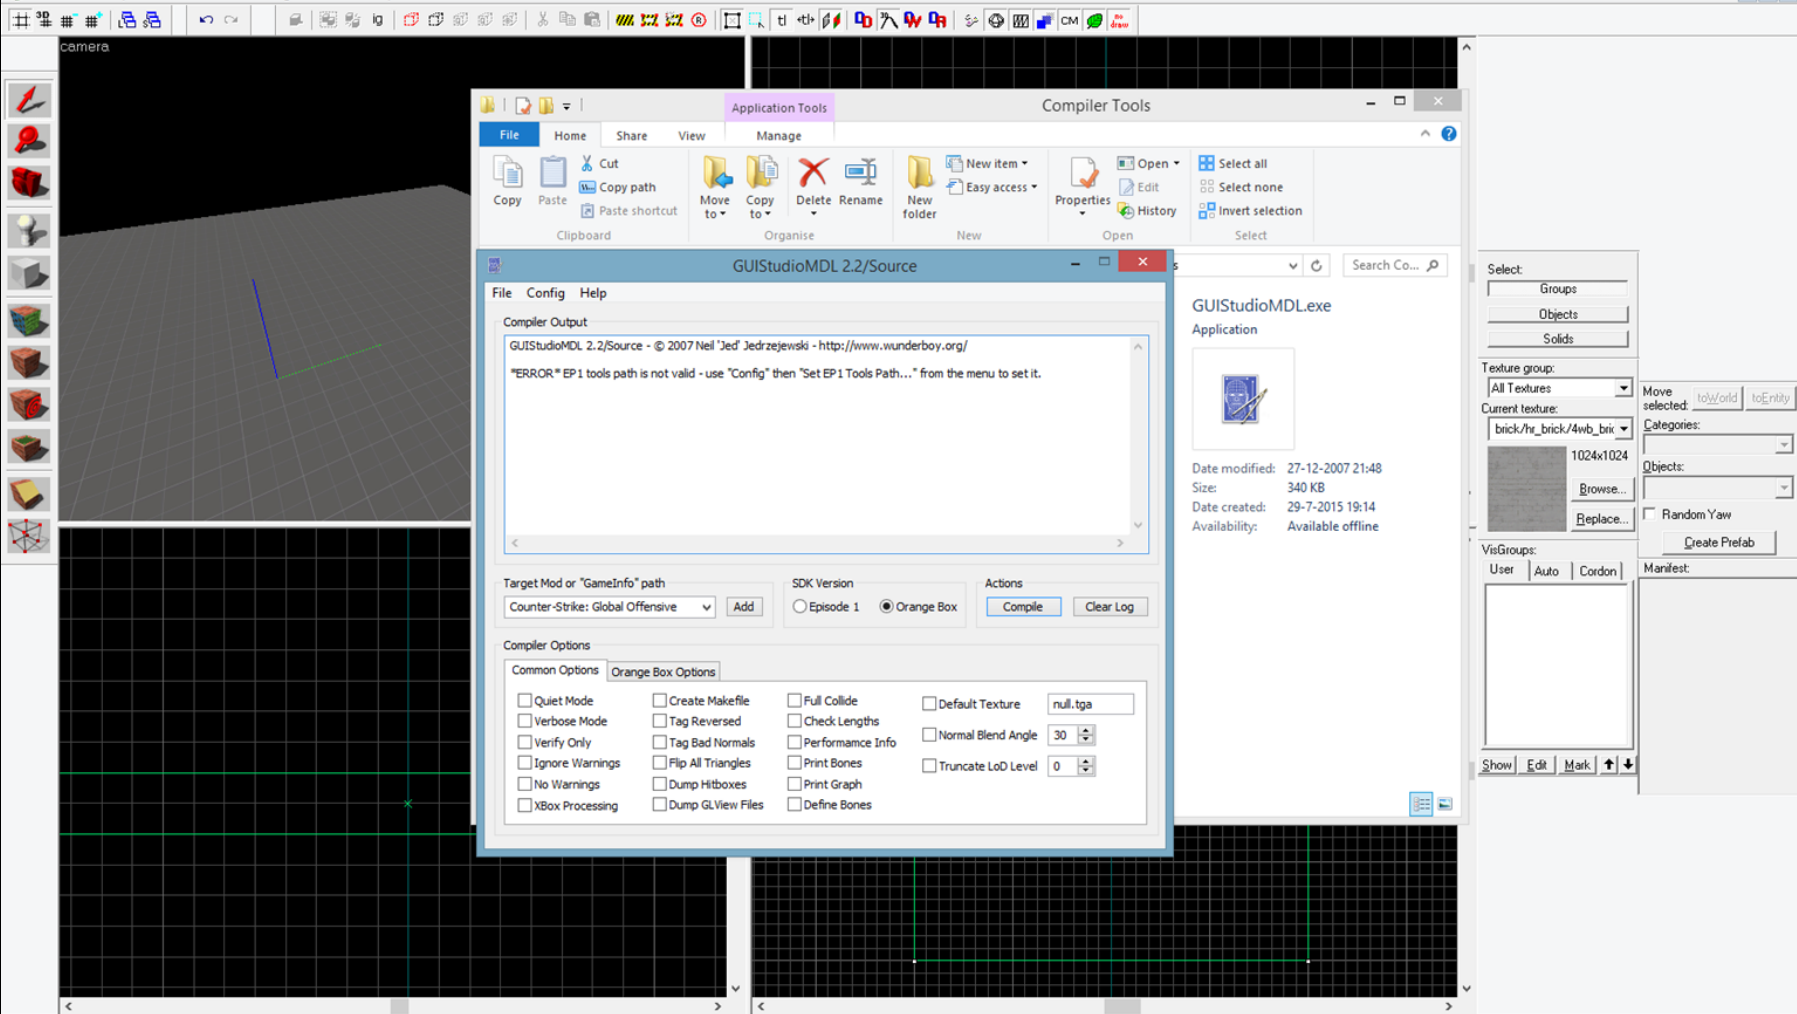 camera
Application Tools
Compiler Tools
File
Home
Share
View
Manage
Copy
Paste
Cut
Copy path
Paste shortcut
Clipboard
Move to
Copy to
Delete
Rename
Organise
New folder
New item
Easy access
New
Properties
Open
Edit
History
Open
Select all
Select none
Invert selection
Select
GUIStudioMDL 2.2/Source
Search Co...
File Config Help
Compiler Output
GUIStudioMDL 2.2/Source - © 2007 Neil 'Jed' Jedrzejewski - http://www.wunderboy.org/
*ERROR* EP1 tools path is not valid - use "Config" then "Set EP1 Tools Path..." from the menu to set it.
Target Mod or "GameInfo" path
Counter-Strike: Global Offensive
Add
SDK Version
Episode 1
Orange Box
Actions
Compile
Clear Log
Compiler Options
Common Options
Orange Box Options
Quiet Mode
Verbose Mode
Verify Only
Ignore Warnings
No Warnings
XBox Processing
Create Makefile
Tag Reversed
Tag Bad Normals
Flip All Triangles
Dump Hitboxes
Dump GLView Files
Full Collide
Check Lengths
Performamce Info
Print Bones
Print Graph
Define Bones
Default Texture
null.tga
Normal Blend Angle
30
Truncate LoD Level
0
GUIStudioMDL.exe
Application
Date modified: 27-12-2007 21:48
Size: 340 KB
Date created: 29-7-2015 19:14
Availability: Available offline
Select:
Groups
Objects
Solids
Texture group:
All Textures
Current texture:
brick/hr_brick/4wb_bric
1024x1024
Browse...
Replace...
VisGroups:
User
Auto
Cordon
Show
Edit
Mark
Move selected:
toWorld
toEntity
Categories:
Objects:
Random Yaw
Create Prefab
Manifest: